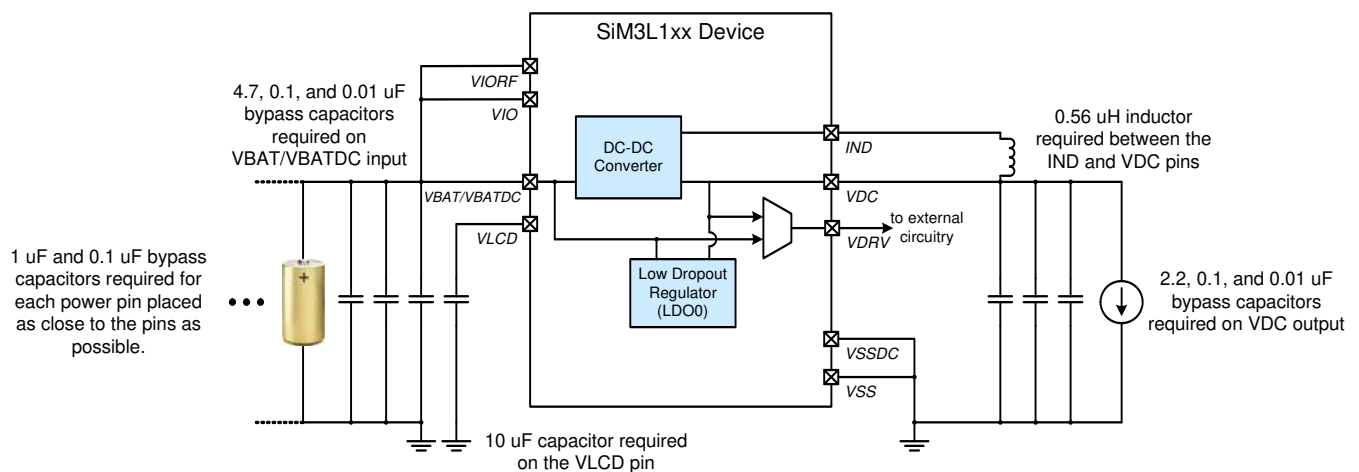 SiM3L1xx Device
VIORF
VIO
4.7, 0.1, and 0.01 uF
bypass capacitors
required on
VBAT/VBATDC input
DC-DC
Converter
IND
0.56 uH inductor
required between the
IND and VDC pins
VBAT/VBATDC
VDC
VLCD
VDRV
to external
circuitry
1 uF and 0.1 uF bypass
capacitors required for
each power pin placed
as close to the pins as
possible.
+
Low Dropout
Regulator
(LDO0)
2.2, 0.1, and 0.01 uF
bypass capacitors
required on VDC output
VSSDC
VSS
10 uF capacitor required
on the VLCD pin